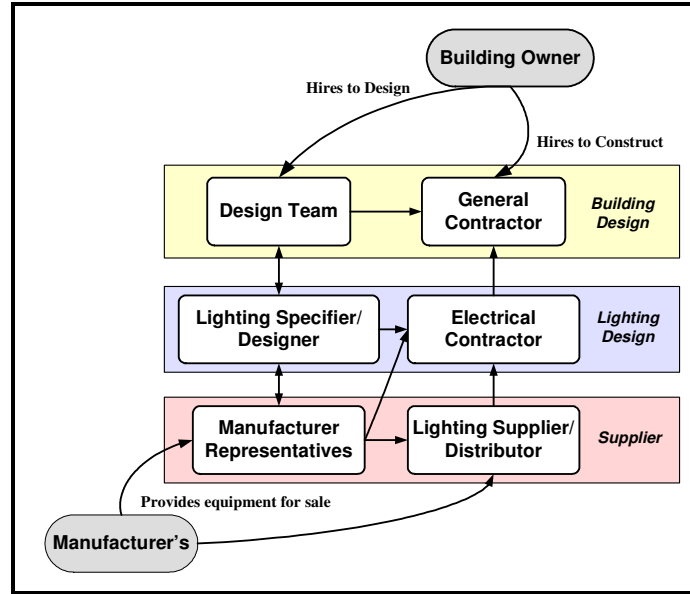 Building Owner
Hires to Design
Hires to Construct
Design Team
General
Contractor
Building
Design
Lighting Specifier/
Designer
Electrical
Contractor
Lighting
Design
Manufacturer
Representatives
Lighting Supplier/
Distributor
Supplier
Provides equipment for sale
Manufacturer's